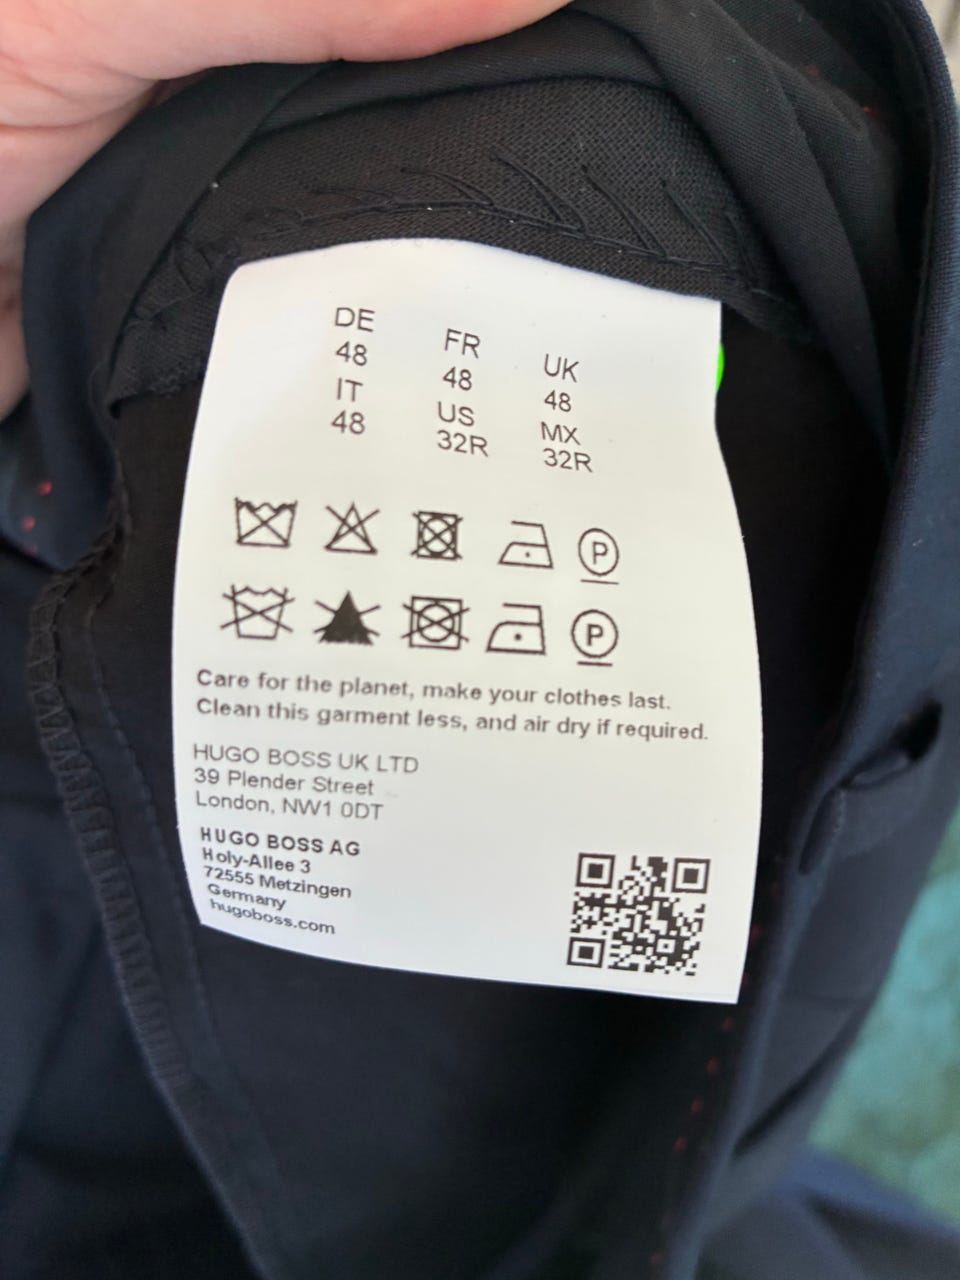 DE
48
IT
48
FR
48
US
32R
UK
48
MX
32R
P
P
Care for the planet, make your clothes last.
Clean this garment less, and air dry if required.
HUGO BOSS UK LTD
39 Plender Street
London, NW1 0DT
HUGO BOSS AG
Holy-Allee 3
72555 Metzingen
Germany
hugoboss.com